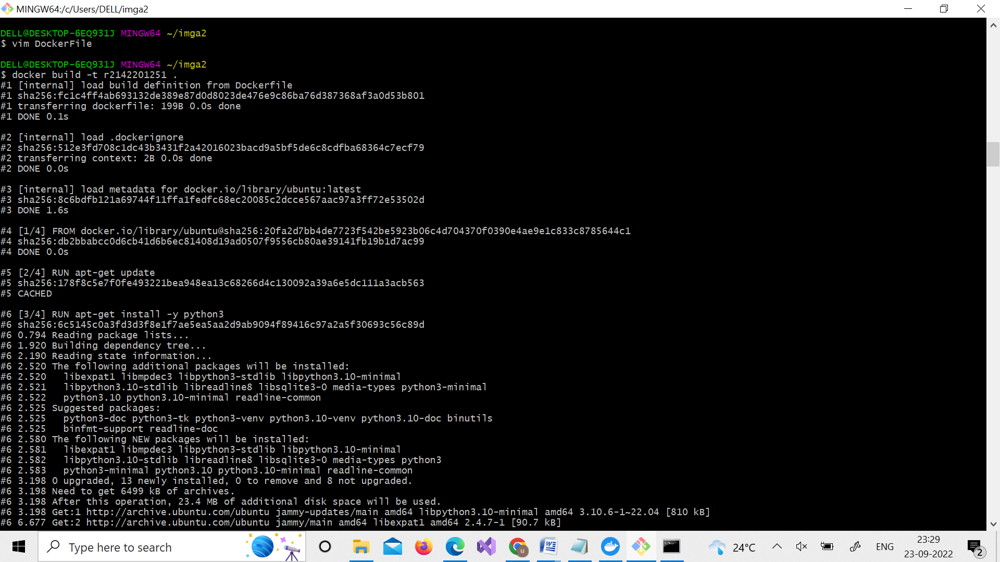 MINGW64:/c/Users/DELL/imga2
DELL@DESKTOP-6EQ931J MINGW64 ~/imga2
$ vim DockerFile
DELL@DESKTOP-6EQ931J MINGW64 ~/imga2
$ docker build -t r2142201251 .
#1 [internal] load build definition from Dockerfile
#1 sha256:fc1c4ff4ab693132de389e87d0d8023de476e9c86ba76d387368af3a0d53b801
#1 transferring dockerfile: 199B 0.0s done
#1 DONE 0.1s
#2 [internal] load .dockerignore
#2 sha256:512e3fd708c1dc43b3431f2a42016023bacd9a5bf5de6c8cdfba68364c7ecf79
#2 transferring context: 2B 0.0s done
#2 DONE 0.0s
#3 [internal] load metadata for docker.io/library/ubuntu:latest
#3 sha256:8c6bdfb121a69744f11ffa1fedfc68ec20085c2dcce567aac97a3ff72e53502d
#3 DONE 1.6s
#4 [1/4] FROM docker.io/library/ubuntu@sha256:20fa2d7bb4de7723f542be5923b06c4d704370f0390e4ae9e1c833c8785644c1
#4 sha256:db2bbabcc0d6cb41d6b6ec81408d19ad0507f9556cb80ae39141fb19b1d7ac99
#4 DONE 0.0s
#5 [2/4] RUN apt-get update
#5 sha256:178f8c5e7f0fe493221bea948ea13c68266d4c130092a39a6e5dc111a3acb563
#5 CACHED
#6 [3/4] RUN apt-get install -y python3
#6 sha256:6c5145c0a3fd3d3f8e1f7ae5ea5aa2d9ab9094f89416c97a2a5f30693c56c89d
#6 0.794 Reading package lists...
#6 1.920 Building dependency tree...
#6 2.190 Reading state information...
#6 2.520 The following additional packages will be installed:
#6 2.520   libexpat1 libmpdec3 libpython3-stdlib libpython3.10-minimal
#6 2.521   libpython3.10-stdlib libreadline8 libsqlite3-0 media-types python3-minimal
#6 2.522   python3.10 python3.10-minimal readline-common
#6 2.525 Suggested packages:
#6 2.525   python3-doc python3-tk python3-venv python3.10-venv python3.10-doc binutils
#6 2.525   binfmt-support readline-doc
#6 2.580 The following NEW packages will be installed:
#6 2.581   libexpat1 libmpdec3 libpython3-stdlib libpython3.10-minimal
#6 2.582   libpython3.10-stdlib libreadline8 libsqlite3-0 media-types python3
#6 2.583   python3-minimal python3.10 python3.10-minimal readline-common
#6 3.198 0 upgraded, 13 newly installed, 0 to remove and 8 not upgraded.
#6 3.198 Need to get 6499 kB of archives.
#6 3.198 After this operation, 23.4 MB of additional disk space will be used.
#6 3.198 Get:1 http://archive.ubuntu.com/ubuntu jammy-updates/main amd64 libpython3.10-minimal amd64 3.10.6-1~22.04 [810 kB]
#6 6.677 Get:2 http://archive.ubuntu.com/ubuntu jammy/main amd64 libexpat1 amd64 2.4.7-1 [90.7 kB]
Type here to search
u
24°C
ENG
23:29
23-09-2022
2